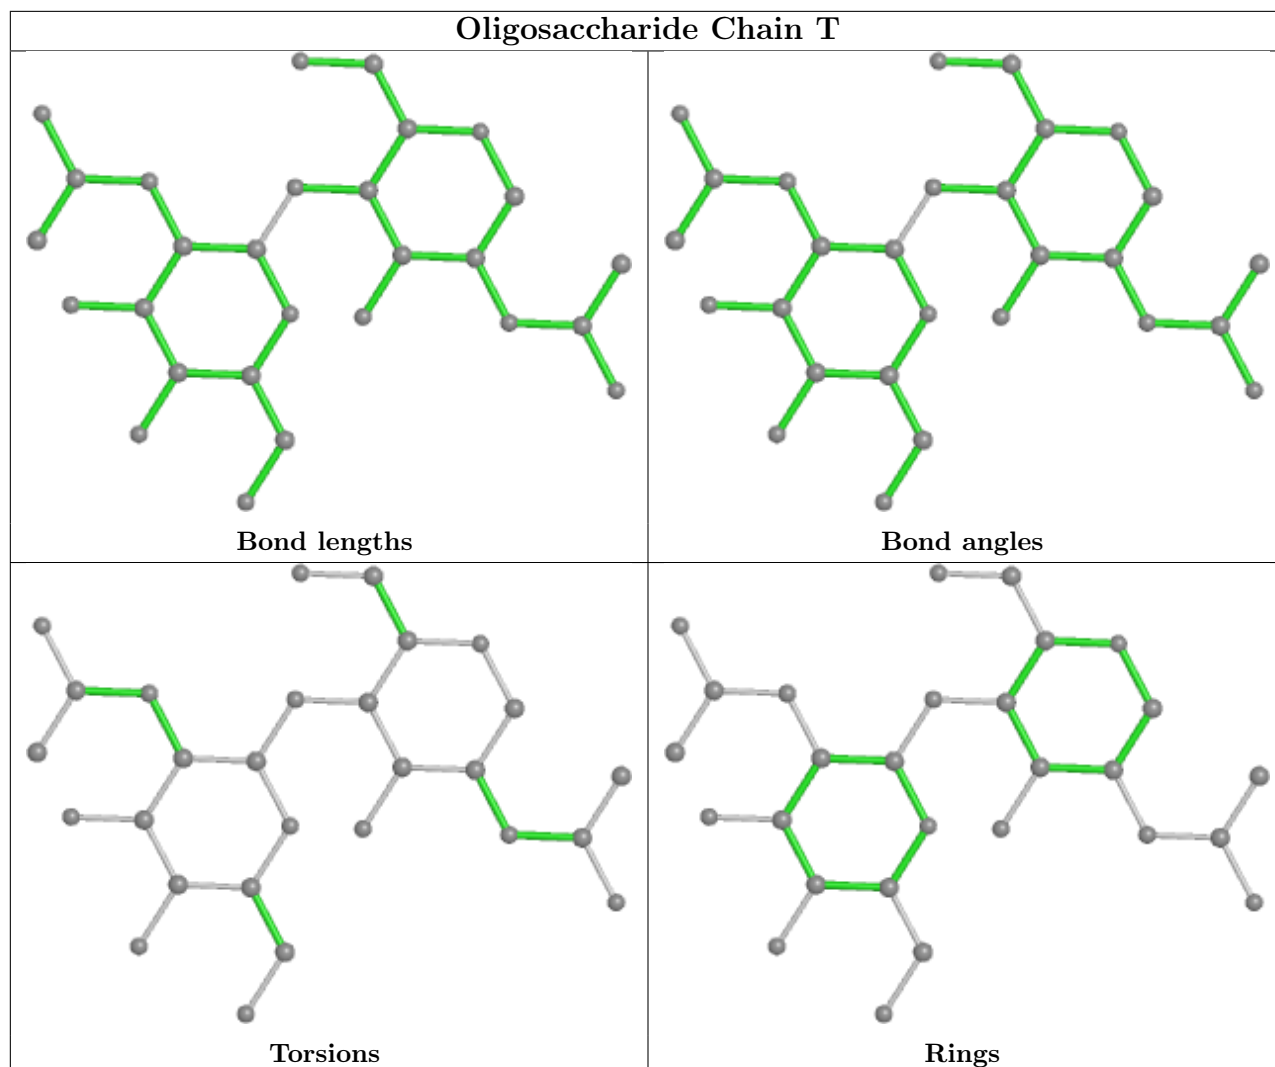 Oligosaccharide Chain T
Bond lengths
Bond angles
Torsions
Rings